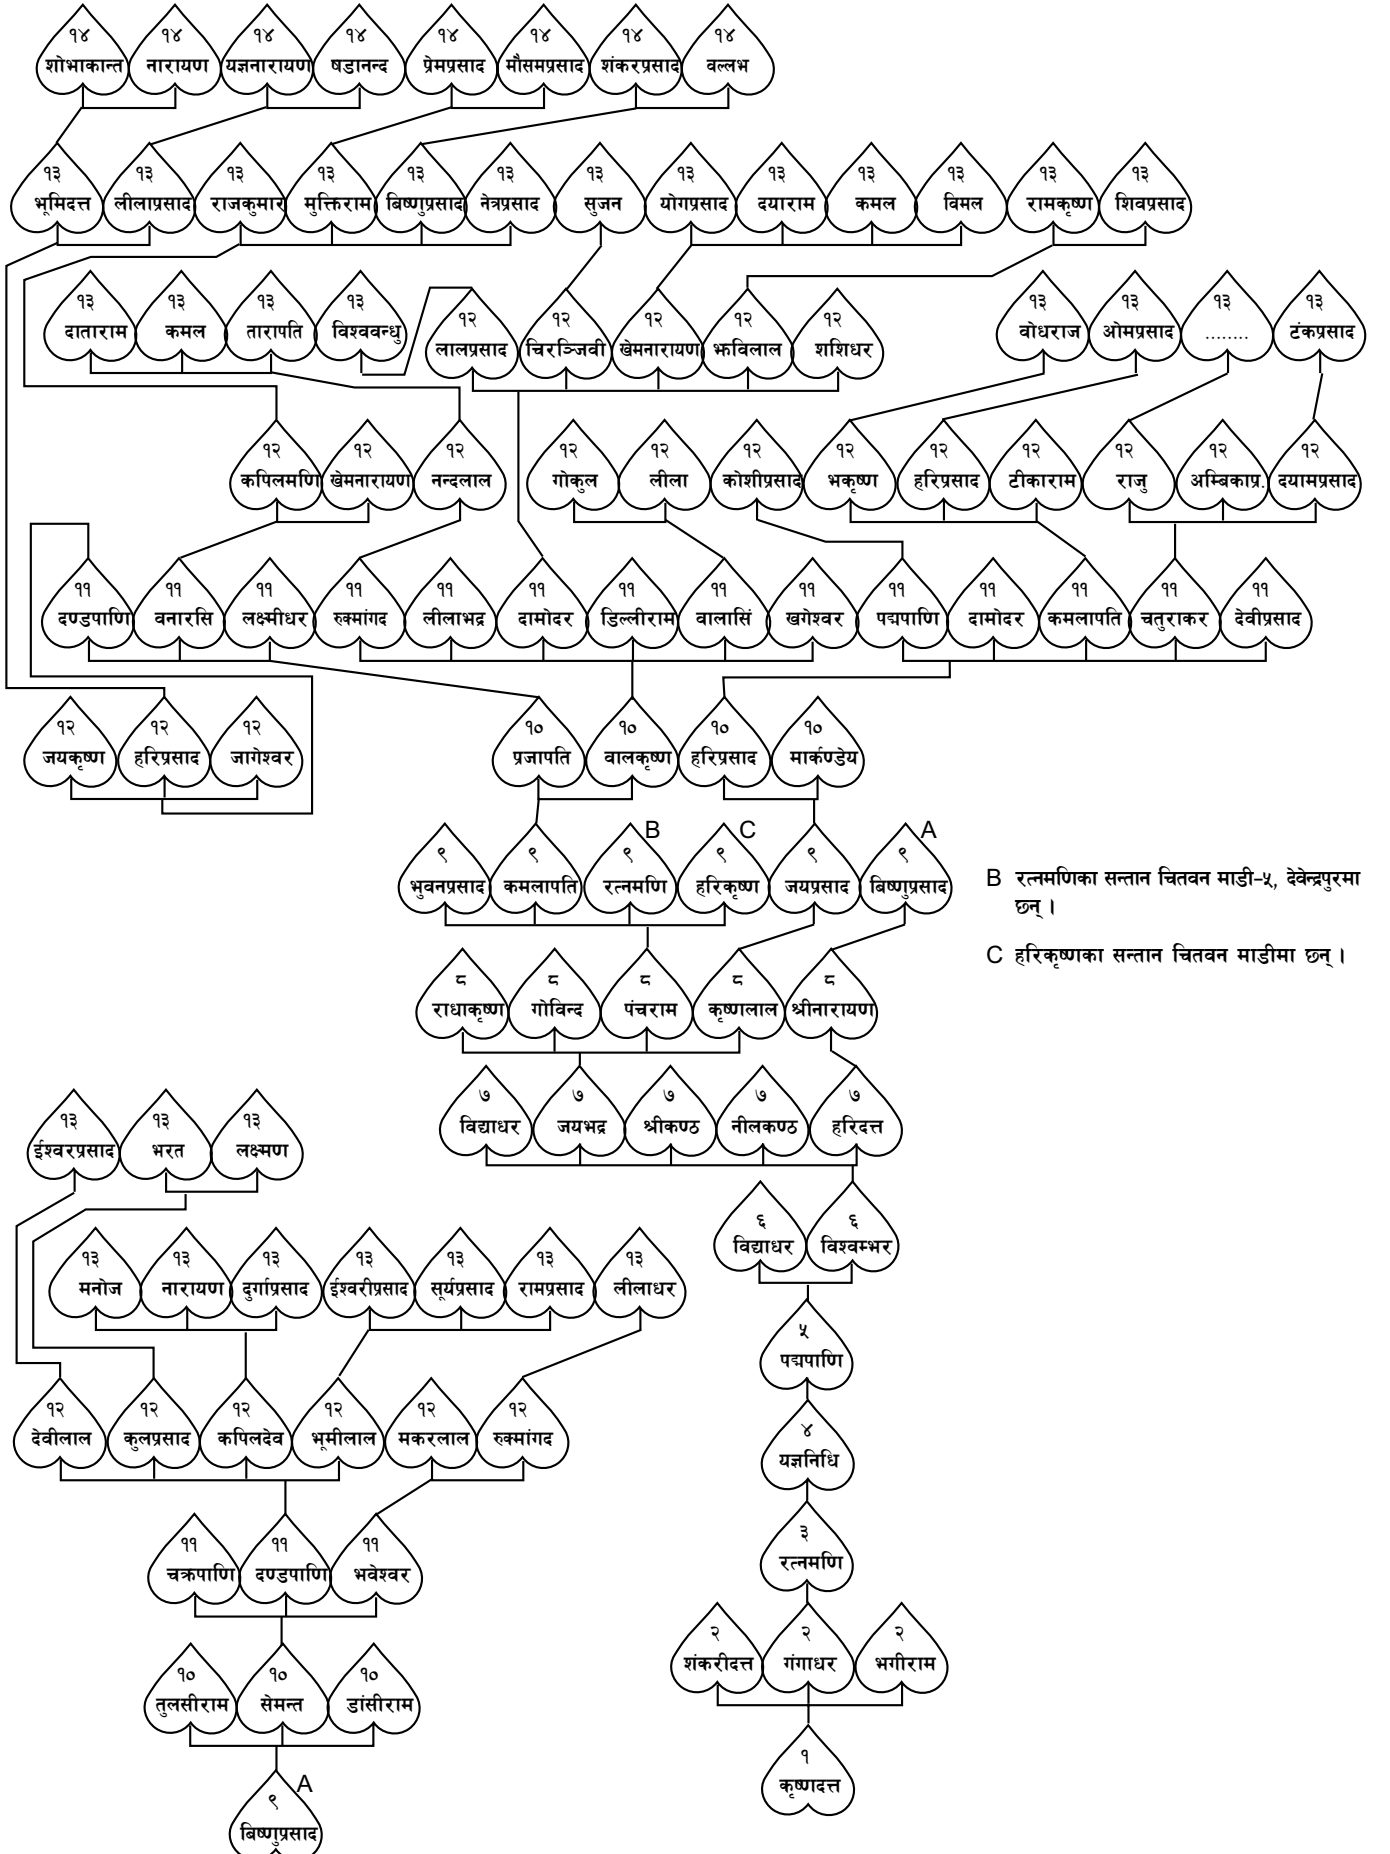 १४ १४ १४ १४ १४ १४ १४ १४
शोभाकान्त नारायण यज्ञनारायण षडानन्द प्रेमप्रसाद मौसमप्रसाद शंकरप्रसाद वल्लभ
१३ १३ १३ १३ १३ १३ १३ १३ १३ १३ १३ १३ १३
भूमिदत्त लीलाप्रसाद राजकुमार मुक्तिराम बिष्णुप्रसाद नेत्रप्रसाद सुजन योगप्रसाद दयाराम कमल विमल रामकृष्ण शिवप्रसाद
१३ १३ १३ १३ १२ १२ १२ १२ १२ १३ १३ १३ १३
दाताराम कमल तारापति विश्ववन्धु लालप्रसाद चिरञ्जिवी खेमनारायण झविलाल शशिधर वोधराज ओमप्रसाद ........ टंकप्रसाद
१२ १२ १२ १२ १२ १२ १२ १२ १२ १२ १२ १२
कपिलमणि खेमनारायण नन्दलाल गोकुल लीला कोशीप्रसाद भकृष्ण हरिप्रसाद टीकाराम राजु अम्बिकाप्र. दयामप्रसाद
११ ११ ११ ११ ११ ११ ११ ११ ११ ११ ११ ११ ११ ११
दण्डपाणि वनारसि लक्ष्मीधर रुक्मांगद लीलाभद्र दामोदर डिल्लीराम वालासिं खगेश्वर पद्मपाणि दामोदर कमलापति चतुराकर देवीप्रसाद
१२ १२ १२ १० १० १० १०
जयकृष्ण हरिप्रसाद जागेश्वर प्रजापति वालकृष्ण हरिप्रसाद मार्कण्डेय
B C A
९ ९ ९ ९ ९ ९
भुवनप्रसाद कमलापति रत्नमणि हरिकृष्ण जयप्रसाद बिष्णुप्रसाद
B रत्नमणिका सन्तान चितवन माडी-५, देवेन्द्रपुरमा
छन् ।
C हरिकृष्णका सन्तान चितवन माडीमा छन् ।
८ ८ ८ ८ ८
राधाकृष्ण गोविन्द पंचराम कृष्णलाल श्रीनारायण
७ ७ ७ ७ ७
विद्याधर जयभद्र श्रीकण्ठ नीलकण्ठ हरिदत्त
१३ १३ १३
ईश्वरप्रसाद भरत लक्ष्मण
६ ६
विद्याधर विश्वम्भर
१३ १३ १३ १३ १३ १३ १३
मनोज नारायण दुर्गाप्रसाद ईश्वरीप्रसाद सूर्यप्रसाद रामप्रसाद लीलाधर
५
पद्मपाणि
१२ १२ १२ १२ १२ १२
देवीलाल कुलप्रसाद कपिलदेव भूमीलाल मकरलाल रुक्मांगद
४
यज्ञनिधि
११ ११ ११
चक्रपाणि दण्डपाणि भवेश्वर
३
रत्नमणि
२ २ २
शंकरीदत्त गंगाधर भगीराम
१० १० १०
तुलसीराम सेमन्त डांसीराम
१
कृष्णदत्त
A
९
बिष्णुप्रसाद